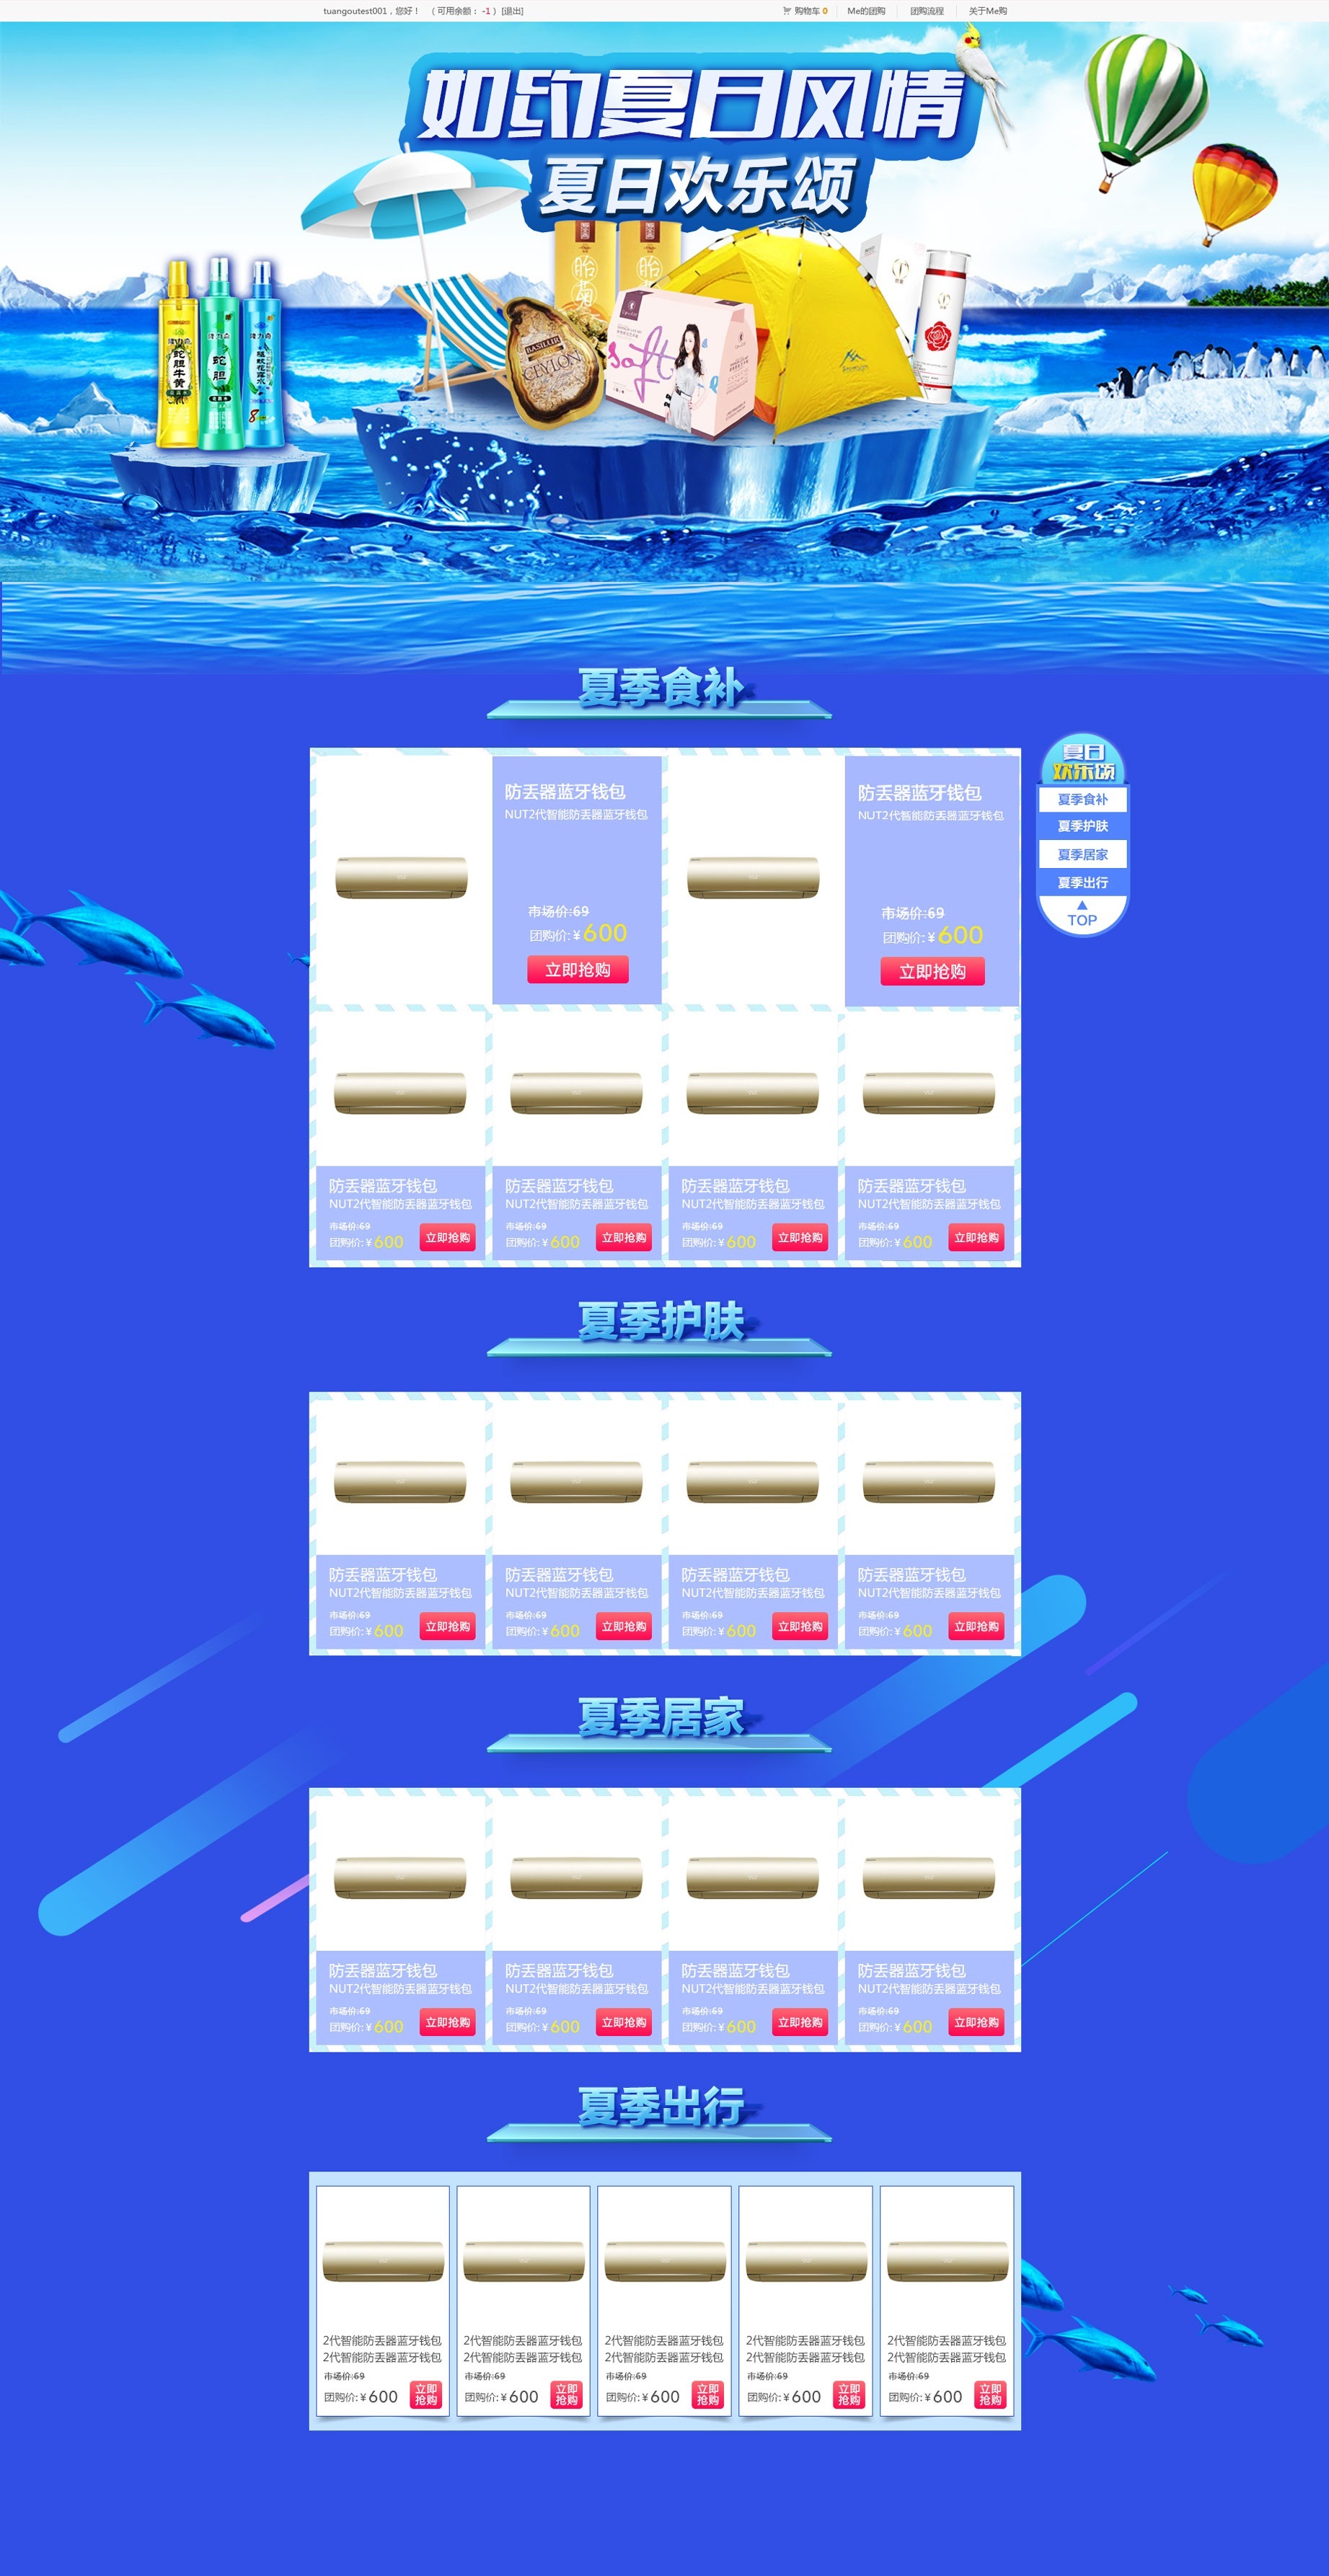 tuangoutest001，您好！ （可用余额： -1 ）[退出]
购物车 0 Me的团购 团购流程 关于Me购
如约夏日风情
夏日欢乐颂
胎菊
胎菊
BASILUR
CEYLON
Soft
蛇胆牛黄
蛇胆
驱蚊花露水
夏季食补
夏日
欢乐颂
夏季食补
夏季护肤
夏季居家
夏季出行
TOP
防丢器蓝牙钱包 防丢器蓝牙钱包
NUT2代智能防丢器蓝牙钱包 NUT2代智能防丢器蓝牙钱包
市场价:69 市场价:69
团购价:¥600 团购价:¥600
立即抢购 立即抢购
防丢器蓝牙钱包 防丢器蓝牙钱包 防丢器蓝牙钱包 防丢器蓝牙钱包
NUT2代智能防丢器蓝牙钱包 NUT2代智能防丢器蓝牙钱包 NUT2代智能防丢器蓝牙钱包 NUT2代智能防丢器蓝牙钱包
市场价:69 市场价:69 市场价:69 市场价:69
团购价:¥600 立即抢购 团购价:¥600 立即抢购 团购价:¥600 立即抢购 团购价:¥600 立即抢购
夏季护肤
防丢器蓝牙钱包 防丢器蓝牙钱包 防丢器蓝牙钱包 防丢器蓝牙钱包
NUT2代智能防丢器蓝牙钱包 NUT2代智能防丢器蓝牙钱包 NUT2代智能防丢器蓝牙钱包 NUT2代智能防丢器蓝牙钱包
市场价:69 市场价:69 市场价:69 市场价:69
团购价:¥600 立即抢购 团购价:¥600 立即抢购 团购价:¥600 立即抢购 团购价:¥600 立即抢购
夏季居家
防丢器蓝牙钱包 防丢器蓝牙钱包 防丢器蓝牙钱包 防丢器蓝牙钱包
NUT2代智能防丢器蓝牙钱包 NUT2代智能防丢器蓝牙钱包 NUT2代智能防丢器蓝牙钱包 NUT2代智能防丢器蓝牙钱包
市场价:69 市场价:69 市场价:69 市场价:69
团购价:¥600 立即抢购 团购价:¥600 立即抢购 团购价:¥600 立即抢购 团购价:¥600 立即抢购
夏季出行
2代智能防丢器蓝牙钱包 2代智能防丢器蓝牙钱包 2代智能防丢器蓝牙钱包 2代智能防丢器蓝牙钱包 2代智能防丢器蓝牙钱包
2代智能防丢器蓝牙钱包 2代智能防丢器蓝牙钱包 2代智能防丢器蓝牙钱包 2代智能防丢器蓝牙钱包 2代智能防丢器蓝牙钱包
市场价:69 市场价:69 市场价:69 市场价:69 市场价:69
团购价:¥600 立即抢购 团购价:¥600 立即抢购 团购价:¥600 立即抢购 团购价:¥600 立即抢购 团购价:¥600 立即抢购